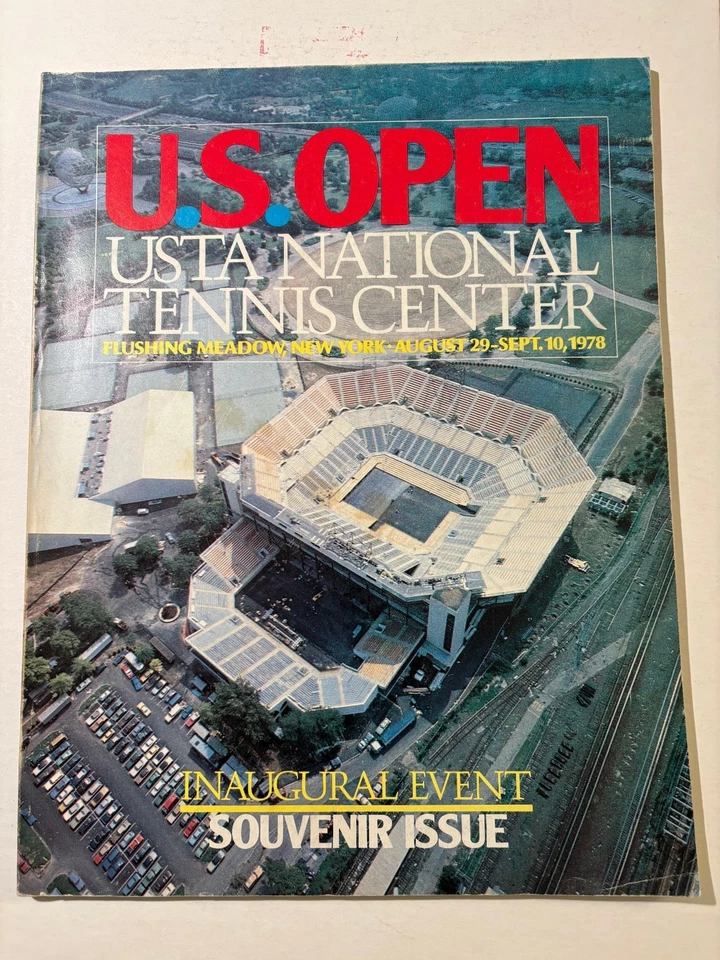 U.S. OPEN
USTA NATIONAL
TENNIS CENTER
FLUSHING MEADOW, NEW YORK • AUGUST 29-SEPT. 10, 1978
INAUGURAL EVENT
SOUVENIR ISSUE